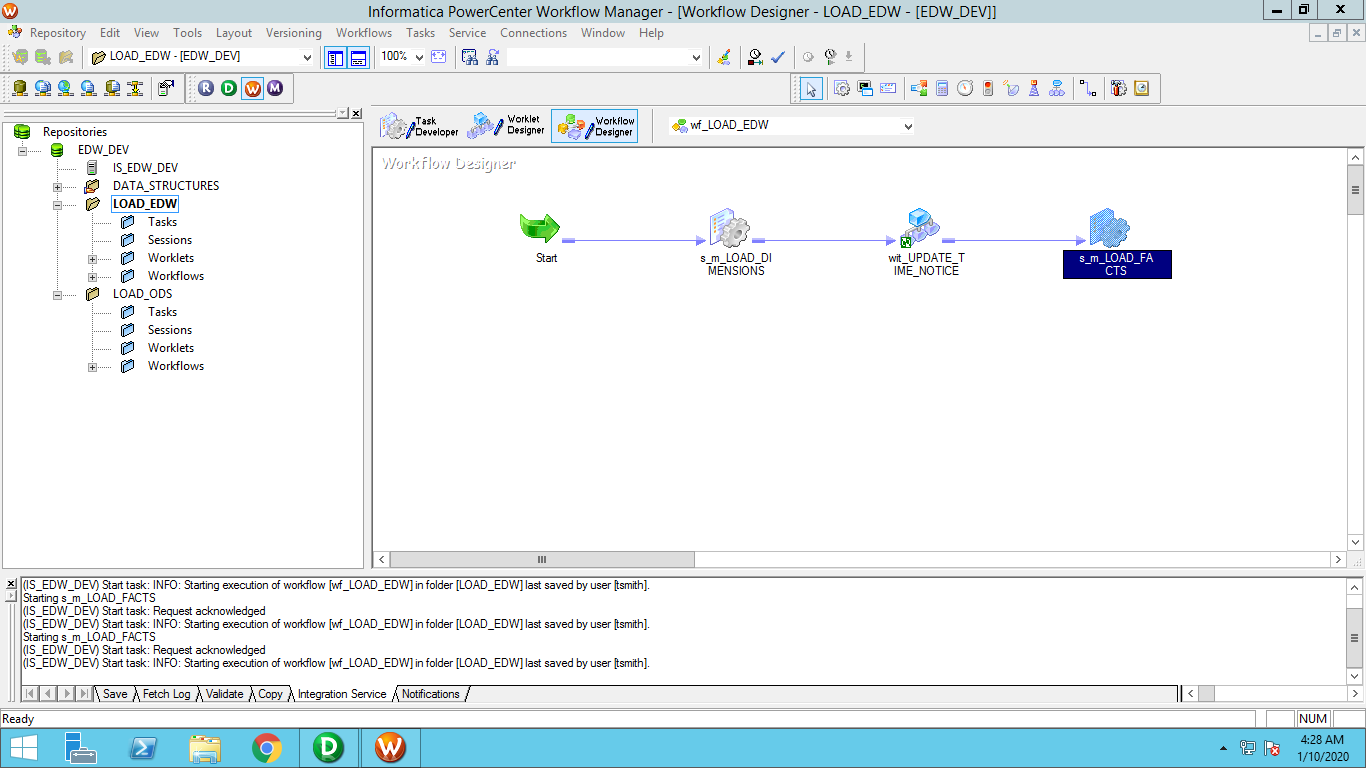 Informatica PowerCenter Workflow Manager - [Workflow Designer - LOAD_EDW - [EDW_DEV]]
Repository Edit View Tools Layout Versioning Workflows Tasks Service Connections Window Help
LOAD_EDW - [EDW_DEV] 100%
R D W M
Task Developer
Worklet Designer
Workflow Designer
wf_LOAD_EDW
Repositories
EDW_DEV
IS_EDW_DEV
DATA_STRUCTURES
LOAD_EDW
Tasks
Sessions
Worklets
Workflows
LOAD_ODS
Tasks
Sessions
Worklets
Workflows
Workflow Designer
Start
s_m_LOAD_DI
MENSIONS
wit_UPDATE_T
IME_NOTICE
s_m_LOAD_FA
CTS
(IS_EDW_DEV) Start task: INFO: Starting execution of workflow [wf_LOAD_EDW] in folder [LOAD_EDW] last saved by user [tsmith].
Starting s_m_LOAD_FACTS
(IS_EDW_DEV) Start task: Request acknowledged
(IS_EDW_DEV) Start task: INFO: Starting execution of workflow [wf_LOAD_EDW] in folder [LOAD_EDW] last saved by user [tsmith].
Starting s_m_LOAD_FACTS
(IS_EDW_DEV) Start task: Request acknowledged
(IS_EDW_DEV) Start task: INFO: Starting execution of workflow [wf_LOAD_EDW] in folder [LOAD_EDW] last saved by user [tsmith].
Save Fetch Log Validate Copy Integration Service Notifications
Ready NUM
4:28 AM
1/10/2020